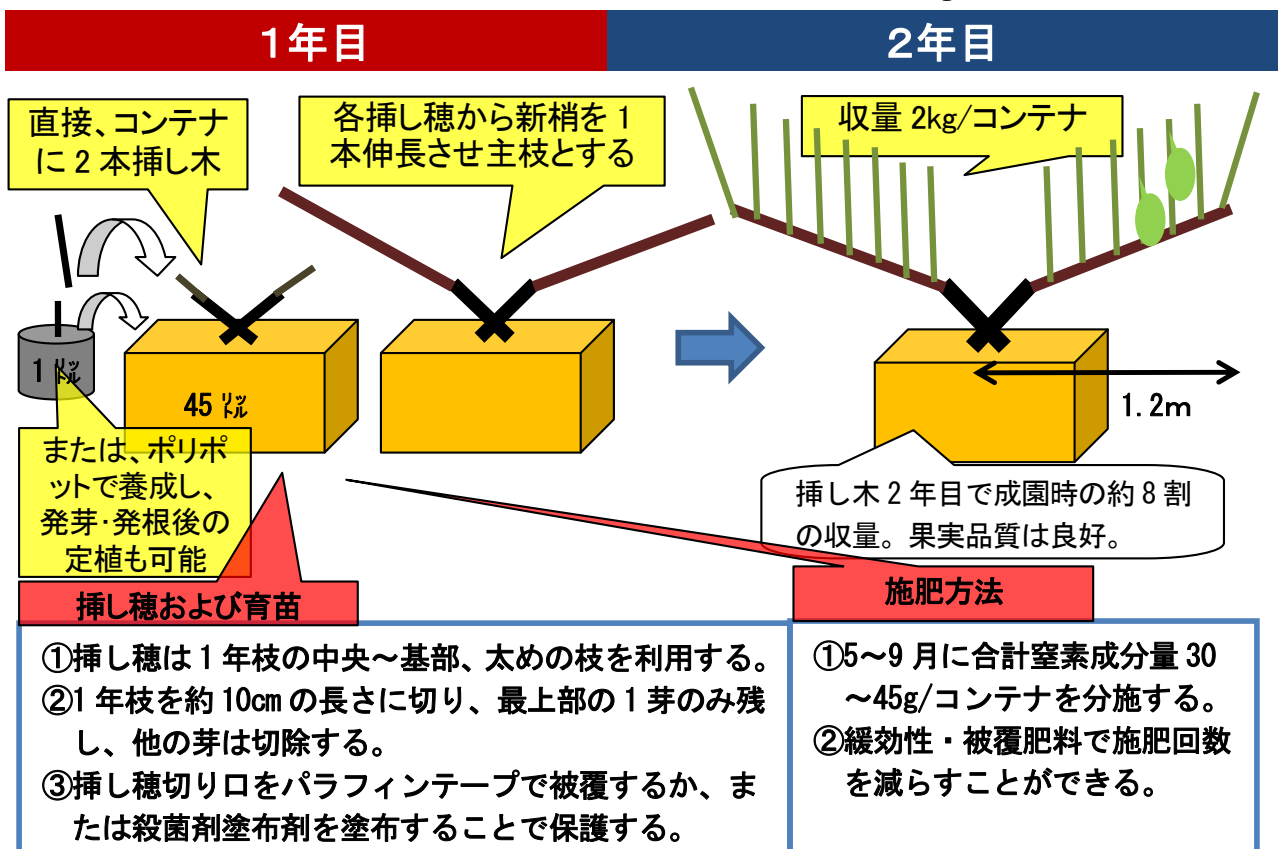 1年目
2年目
直接、コンテナ
に2本挿し木
各挿し穂から新梢を1
本伸長させ主枝とする
収量 2kg/コンテナ
1㍑
45㍑
または、ポリポ
ットで養成し、
発芽・発根後の
定植も可能
1.2m
挿し木2年目で成園時の約8割
の収量。果実品質は良好。
挿し穂および育苗
①挿し穂は1年枝の中央～基部、太めの枝を利用する。
②1年枝を約10cmの長さに切り、最上部の1芽のみ残
し、他の芽は切除する。
③挿し穂切り口をパラフィンテープで被覆するか、ま
たは殺菌剤塗布剤を塗布することで保護する。
施肥方法
①5～9月に合計窒素成分量30
～45g/コンテナを分施する。
②緩効性・被覆肥料で施肥回数
を減らすことができる。